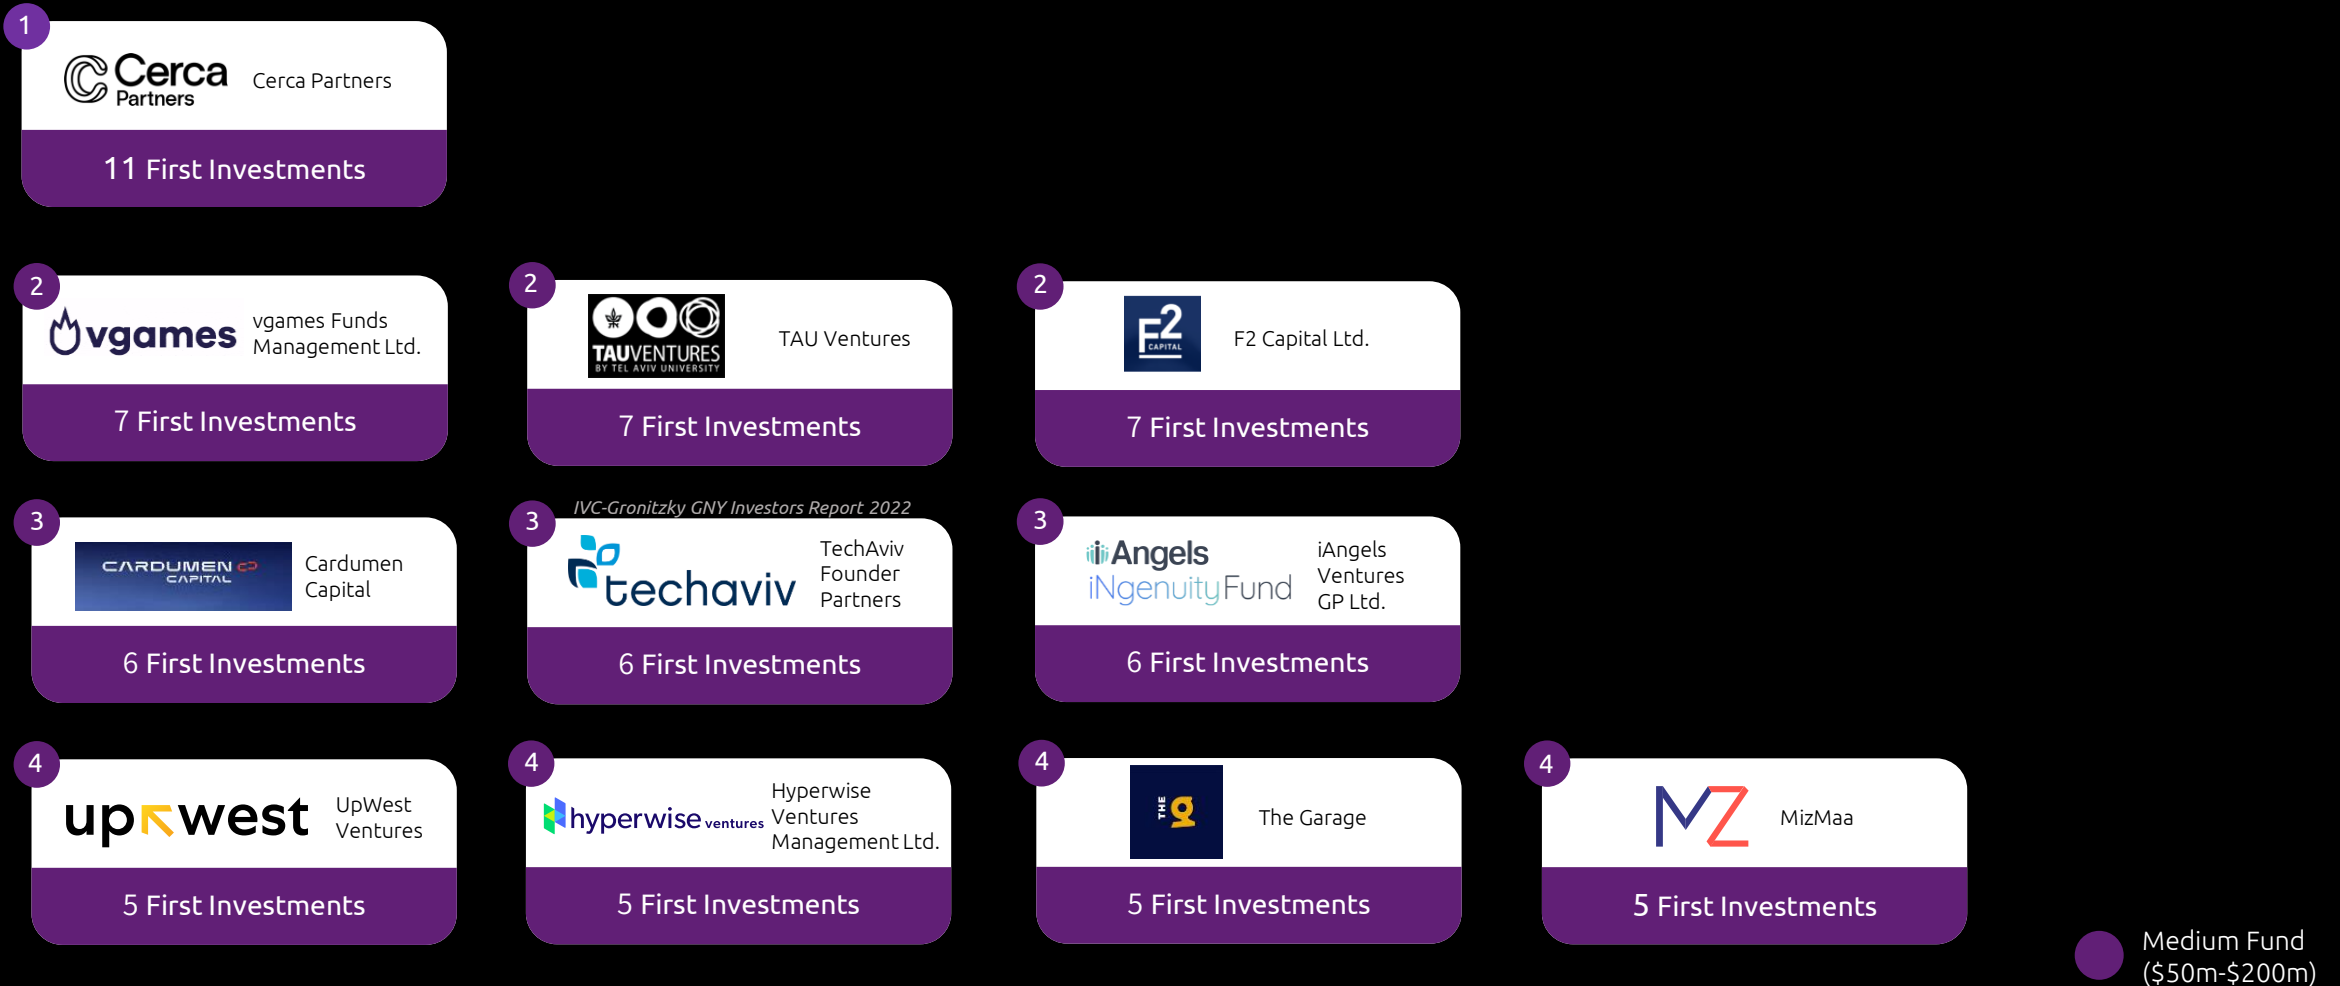 1
Cerca
Partners
Cerca Partners
11 First Investments
2
vgames
vgames Funds
Management Ltd.
7 First Investments
2
TAUVENTURES
BY TEL AVIV UNIVERSITY
TAU Ventures
7 First Investments
2
F2
CAPITAL
F2 Capital Ltd.
7 First Investments
IVC-Gronitzky GNY Investors Report 2022
3
CARDUMEN
CAPITAL
Cardumen
Capital
6 First Investments
3
techaviv
TechAviv
Founder
Partners
6 First Investments
3
iAngels
iNgenuity Fund
iAngels
Ventures
GP Ltd.
6 First Investments
4
upwest
UpWest
Ventures
5 First Investments
4
hyperwise ventures
Hyperwise
Ventures
Management Ltd.
5 First Investments
4
THE
g
The Garage
5 First Investments
4
MZ
MizMaa
5 First Investments
Medium Fund
($50m-$200m)